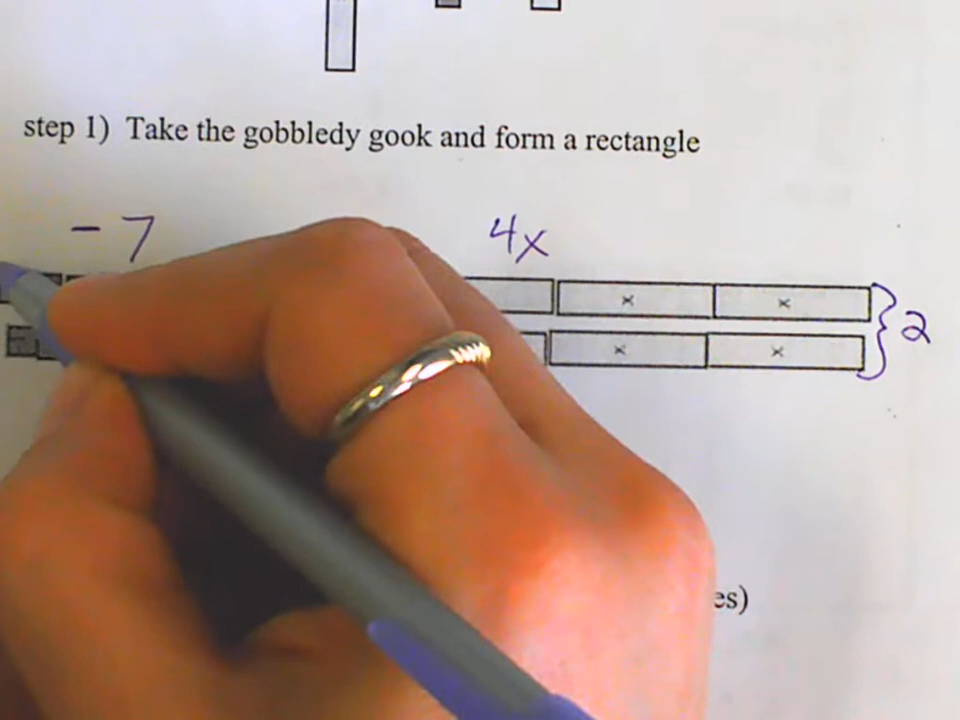 step 1) Take the gobbledy gook and form a rectangle
- 7 4x
x x
2
x x
es)